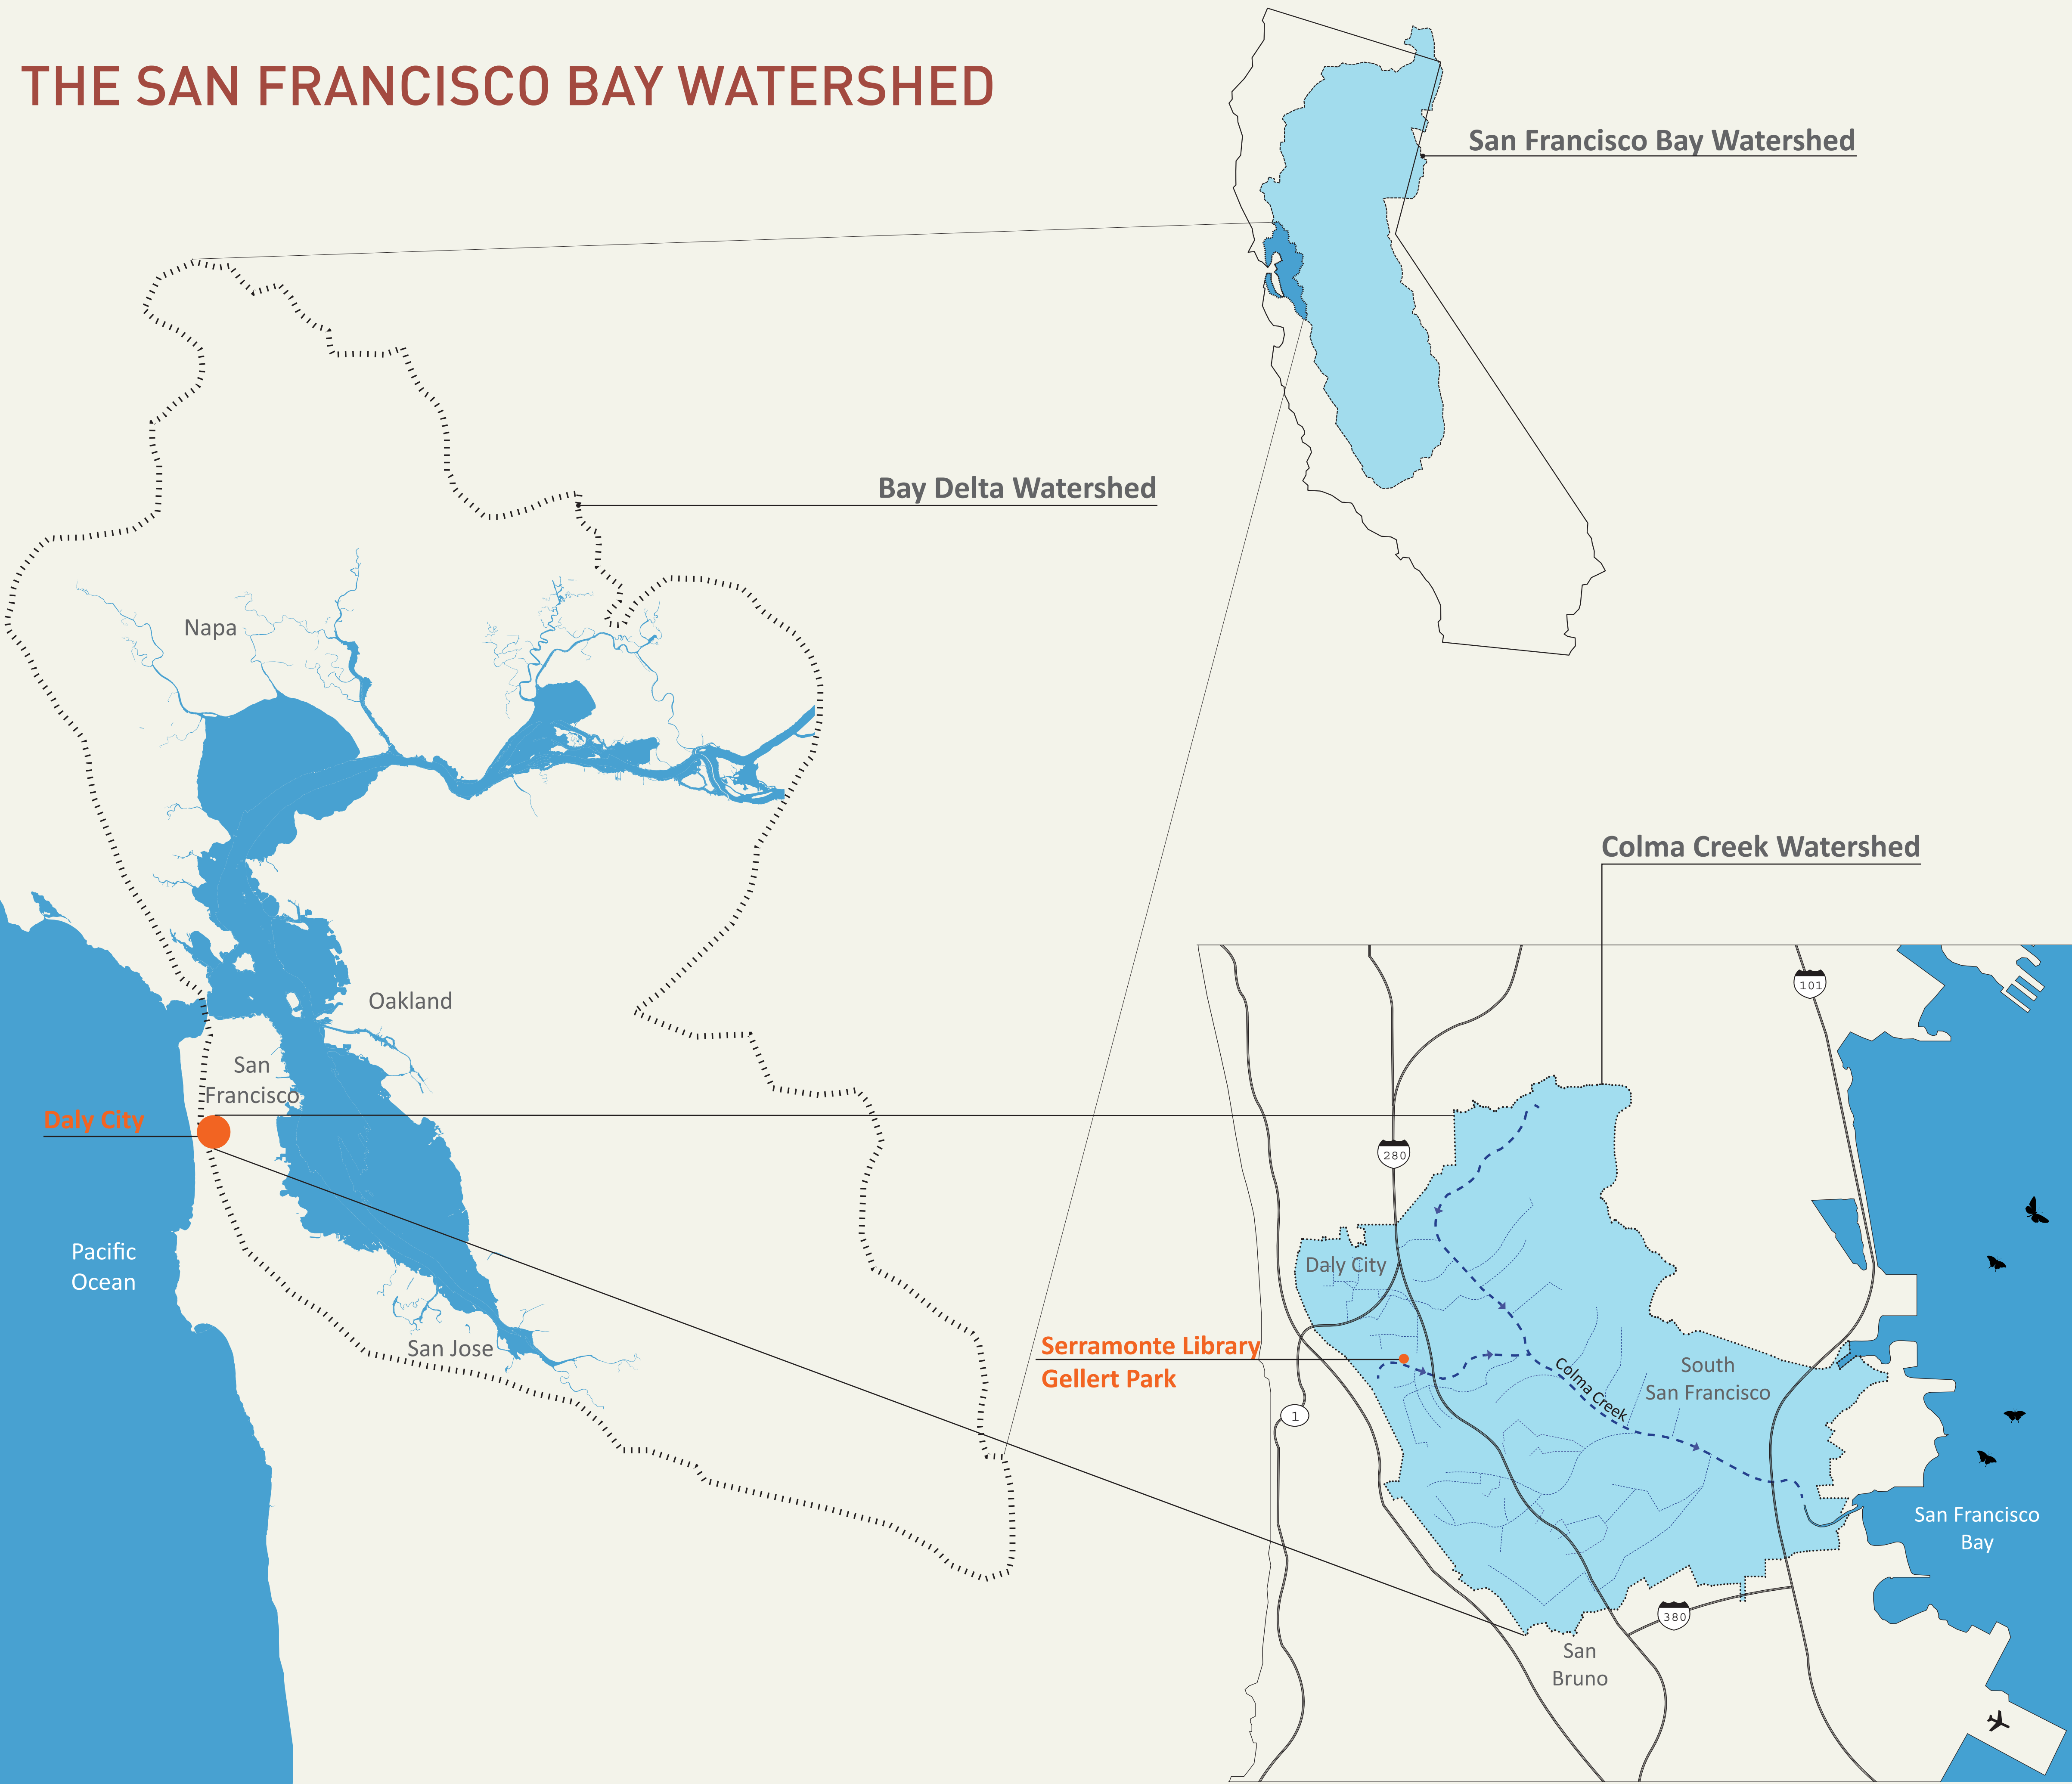 THE SAN FRANCISCO BAY WATERSHED
San Francisco Bay Watershed
Bay Delta Watershed
Napa
Oakland
San
Francisco
Daly City
Pacific
Ocean
San Jose
Colma Creek Watershed
101
280
Daly City
Serramonte Library
Gellert Park
1
Colma Creek
South
San Francisco
San Francisco
Bay
380
San
Bruno